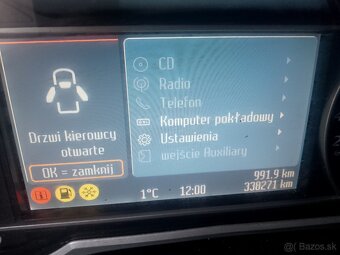 CD
Radio
Telefon
Komputer pokładowy
Ustawienia
wejście Auxiliary
Drzwi kierowcy
otwarte
OK = zamknij
991.9 km
1°C 12:00 330271 km
Bazos.sk